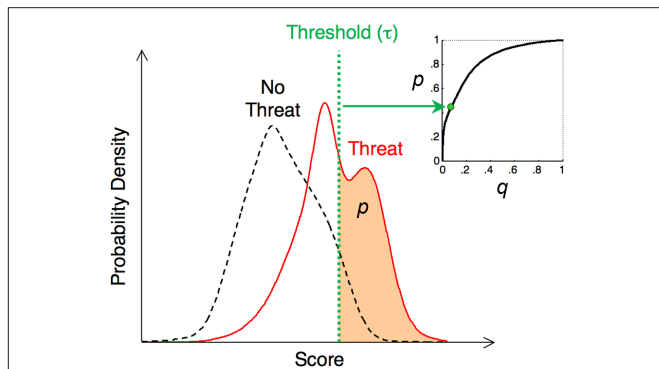 Threshold (τ)
No
Threat
Threat
p
Probability Density
Score
p
1
.8
.6
.4
.2
0
0 .2 .4 .6 .8 1
q